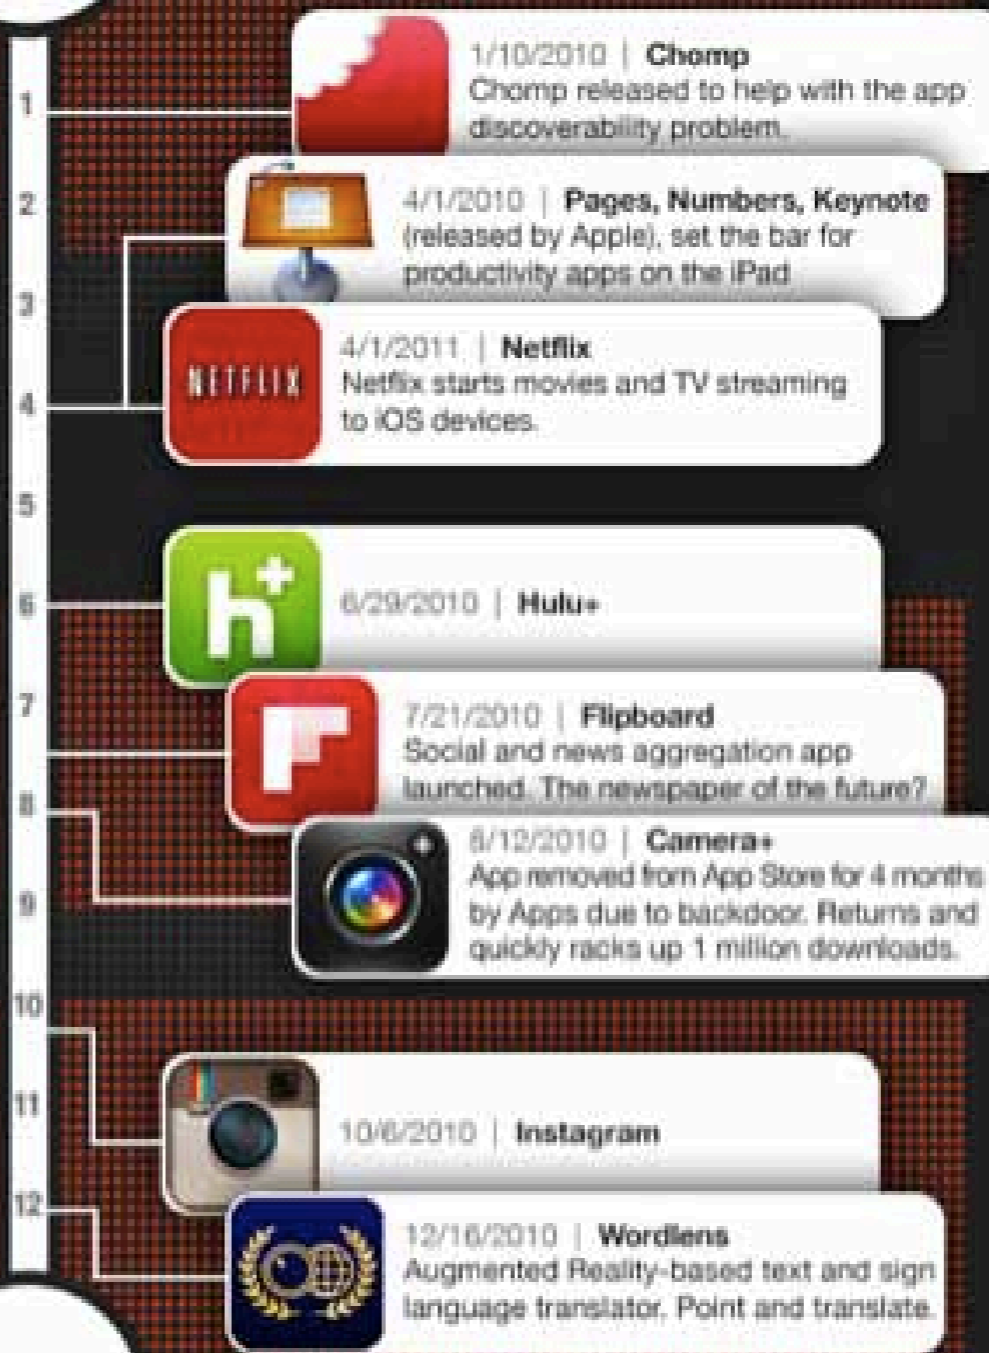 1
1/10/2010 | Chomp
Chomp released to help with the app
discoverability problem.
2
4/1/2010 | Pages, Numbers, Keynote
(released by Apple), set the bar for
productivity apps on the iPad
3
NETFLIX
4/1/2011 | Netflix
Netflix starts movies and TV streaming
to iOS devices.
4
5
6
h+
6/29/2010 | Hulu+
7
7/21/2010 | Flipboard
Social and news aggregation app
launched. The newspaper of the future?
8
8/12/2010 | Camera+
App removed from App Store for 4 months
by Apps due to backdoor. Returns and
quickly racks up 1 million downloads.
9
10
11
10/6/2010 | Instagram
12
12/16/2010 | Wordlens
Augmented Reality-based text and sign
language translator. Point and translate.